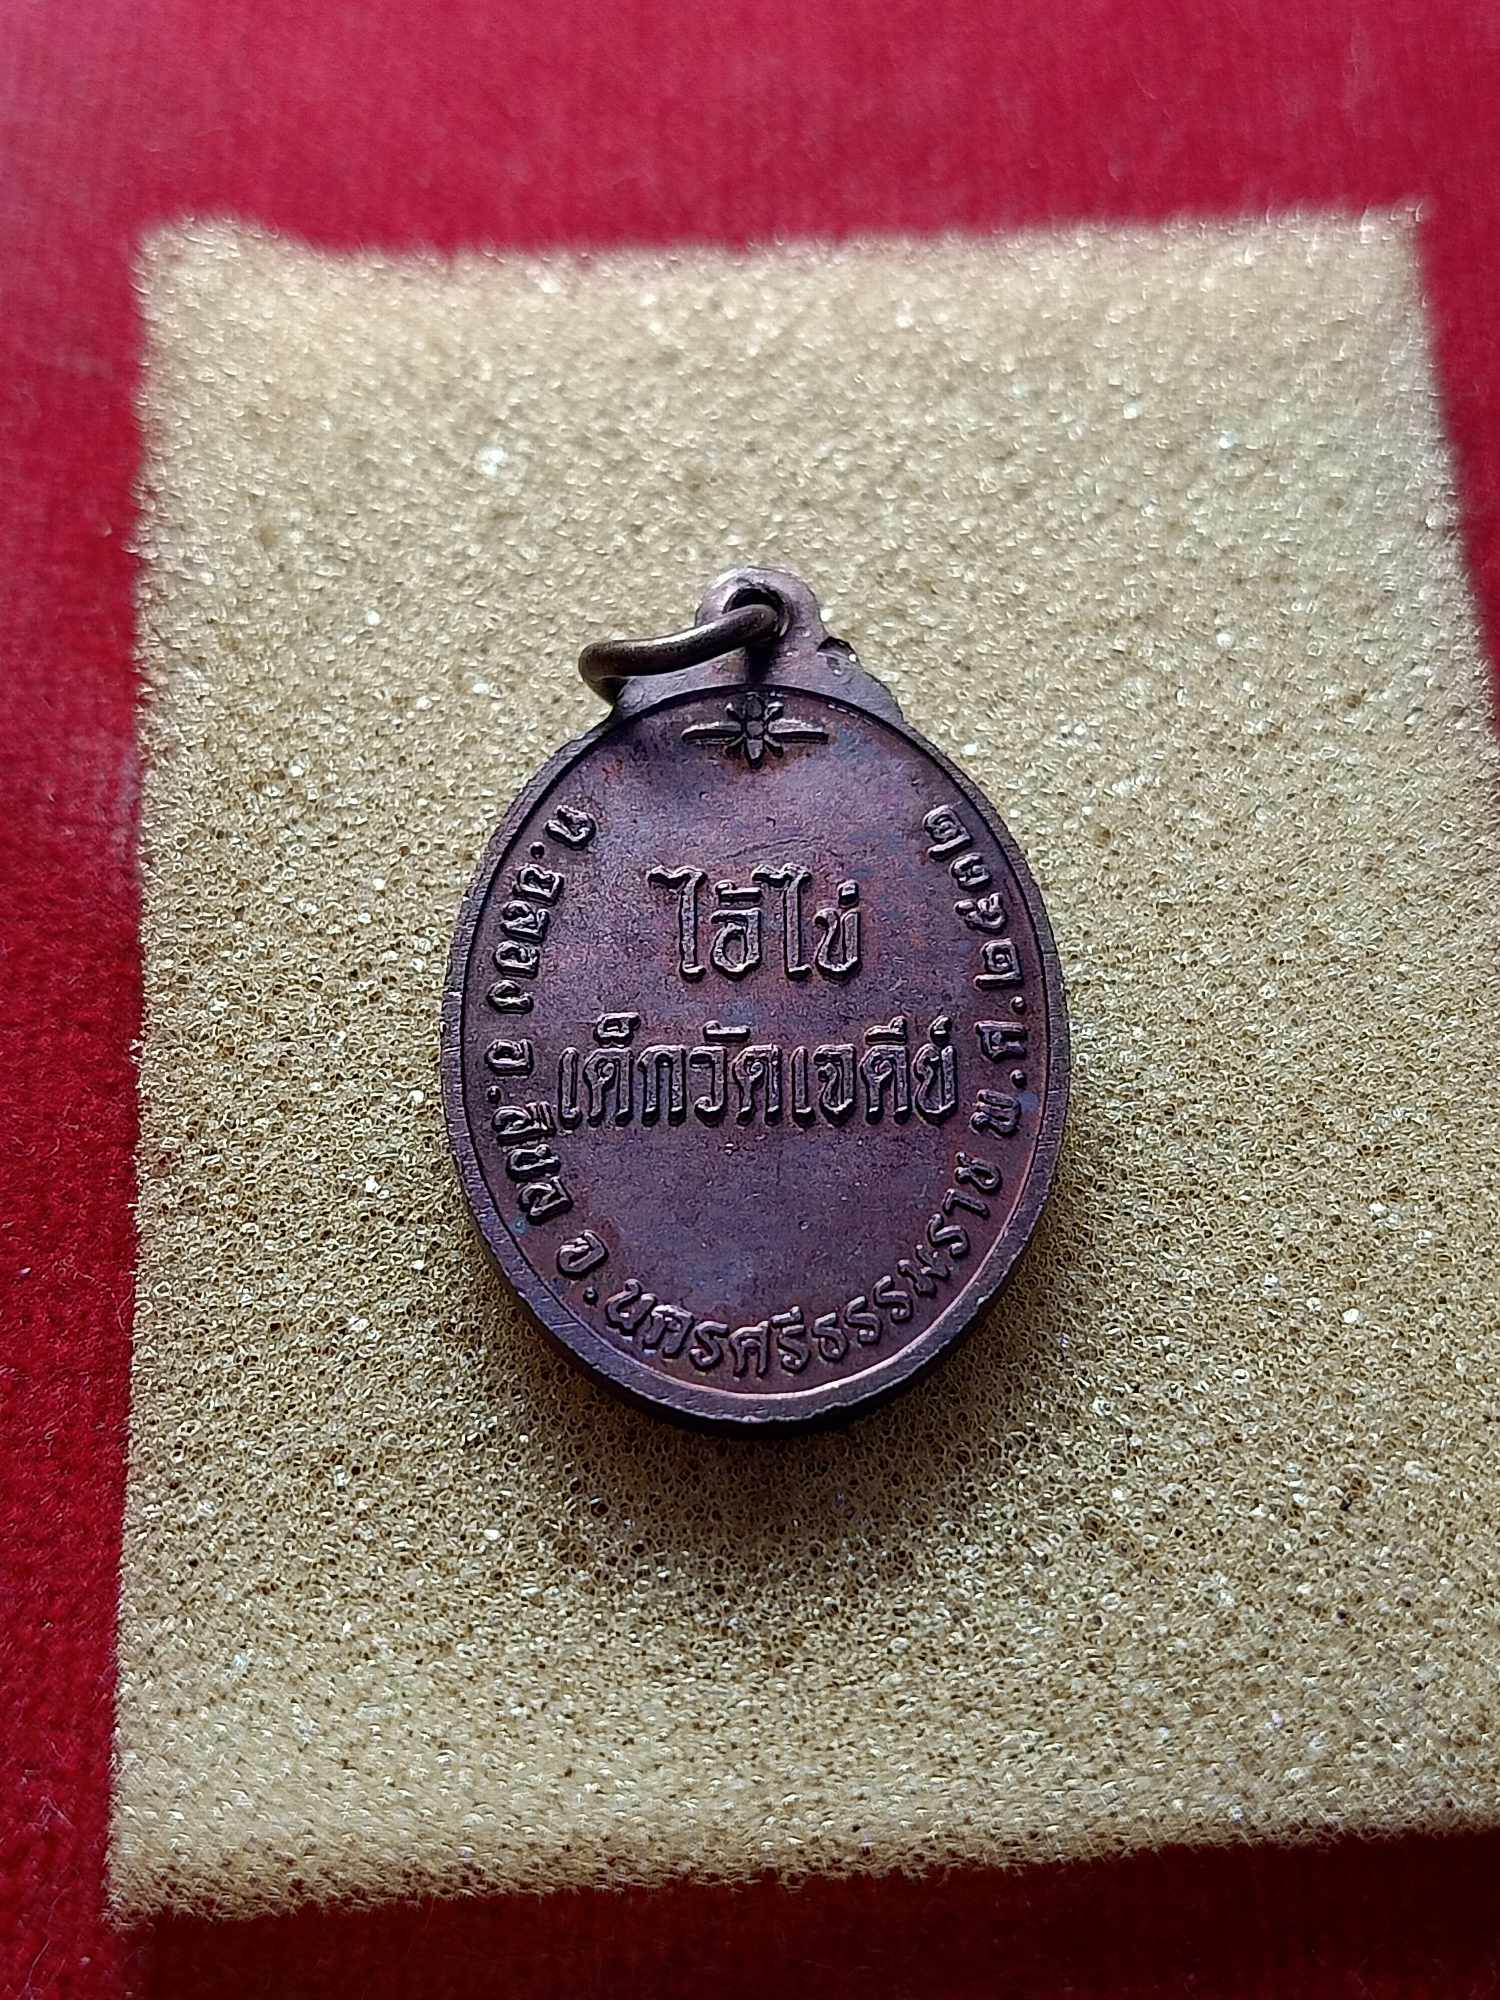 ไอ้ไข่
เด็กวัดเจดีย์
ต.ฉลอง อ.สิชล จ.นครศรีธรรมราช พ.ศ.๒๕๒๖